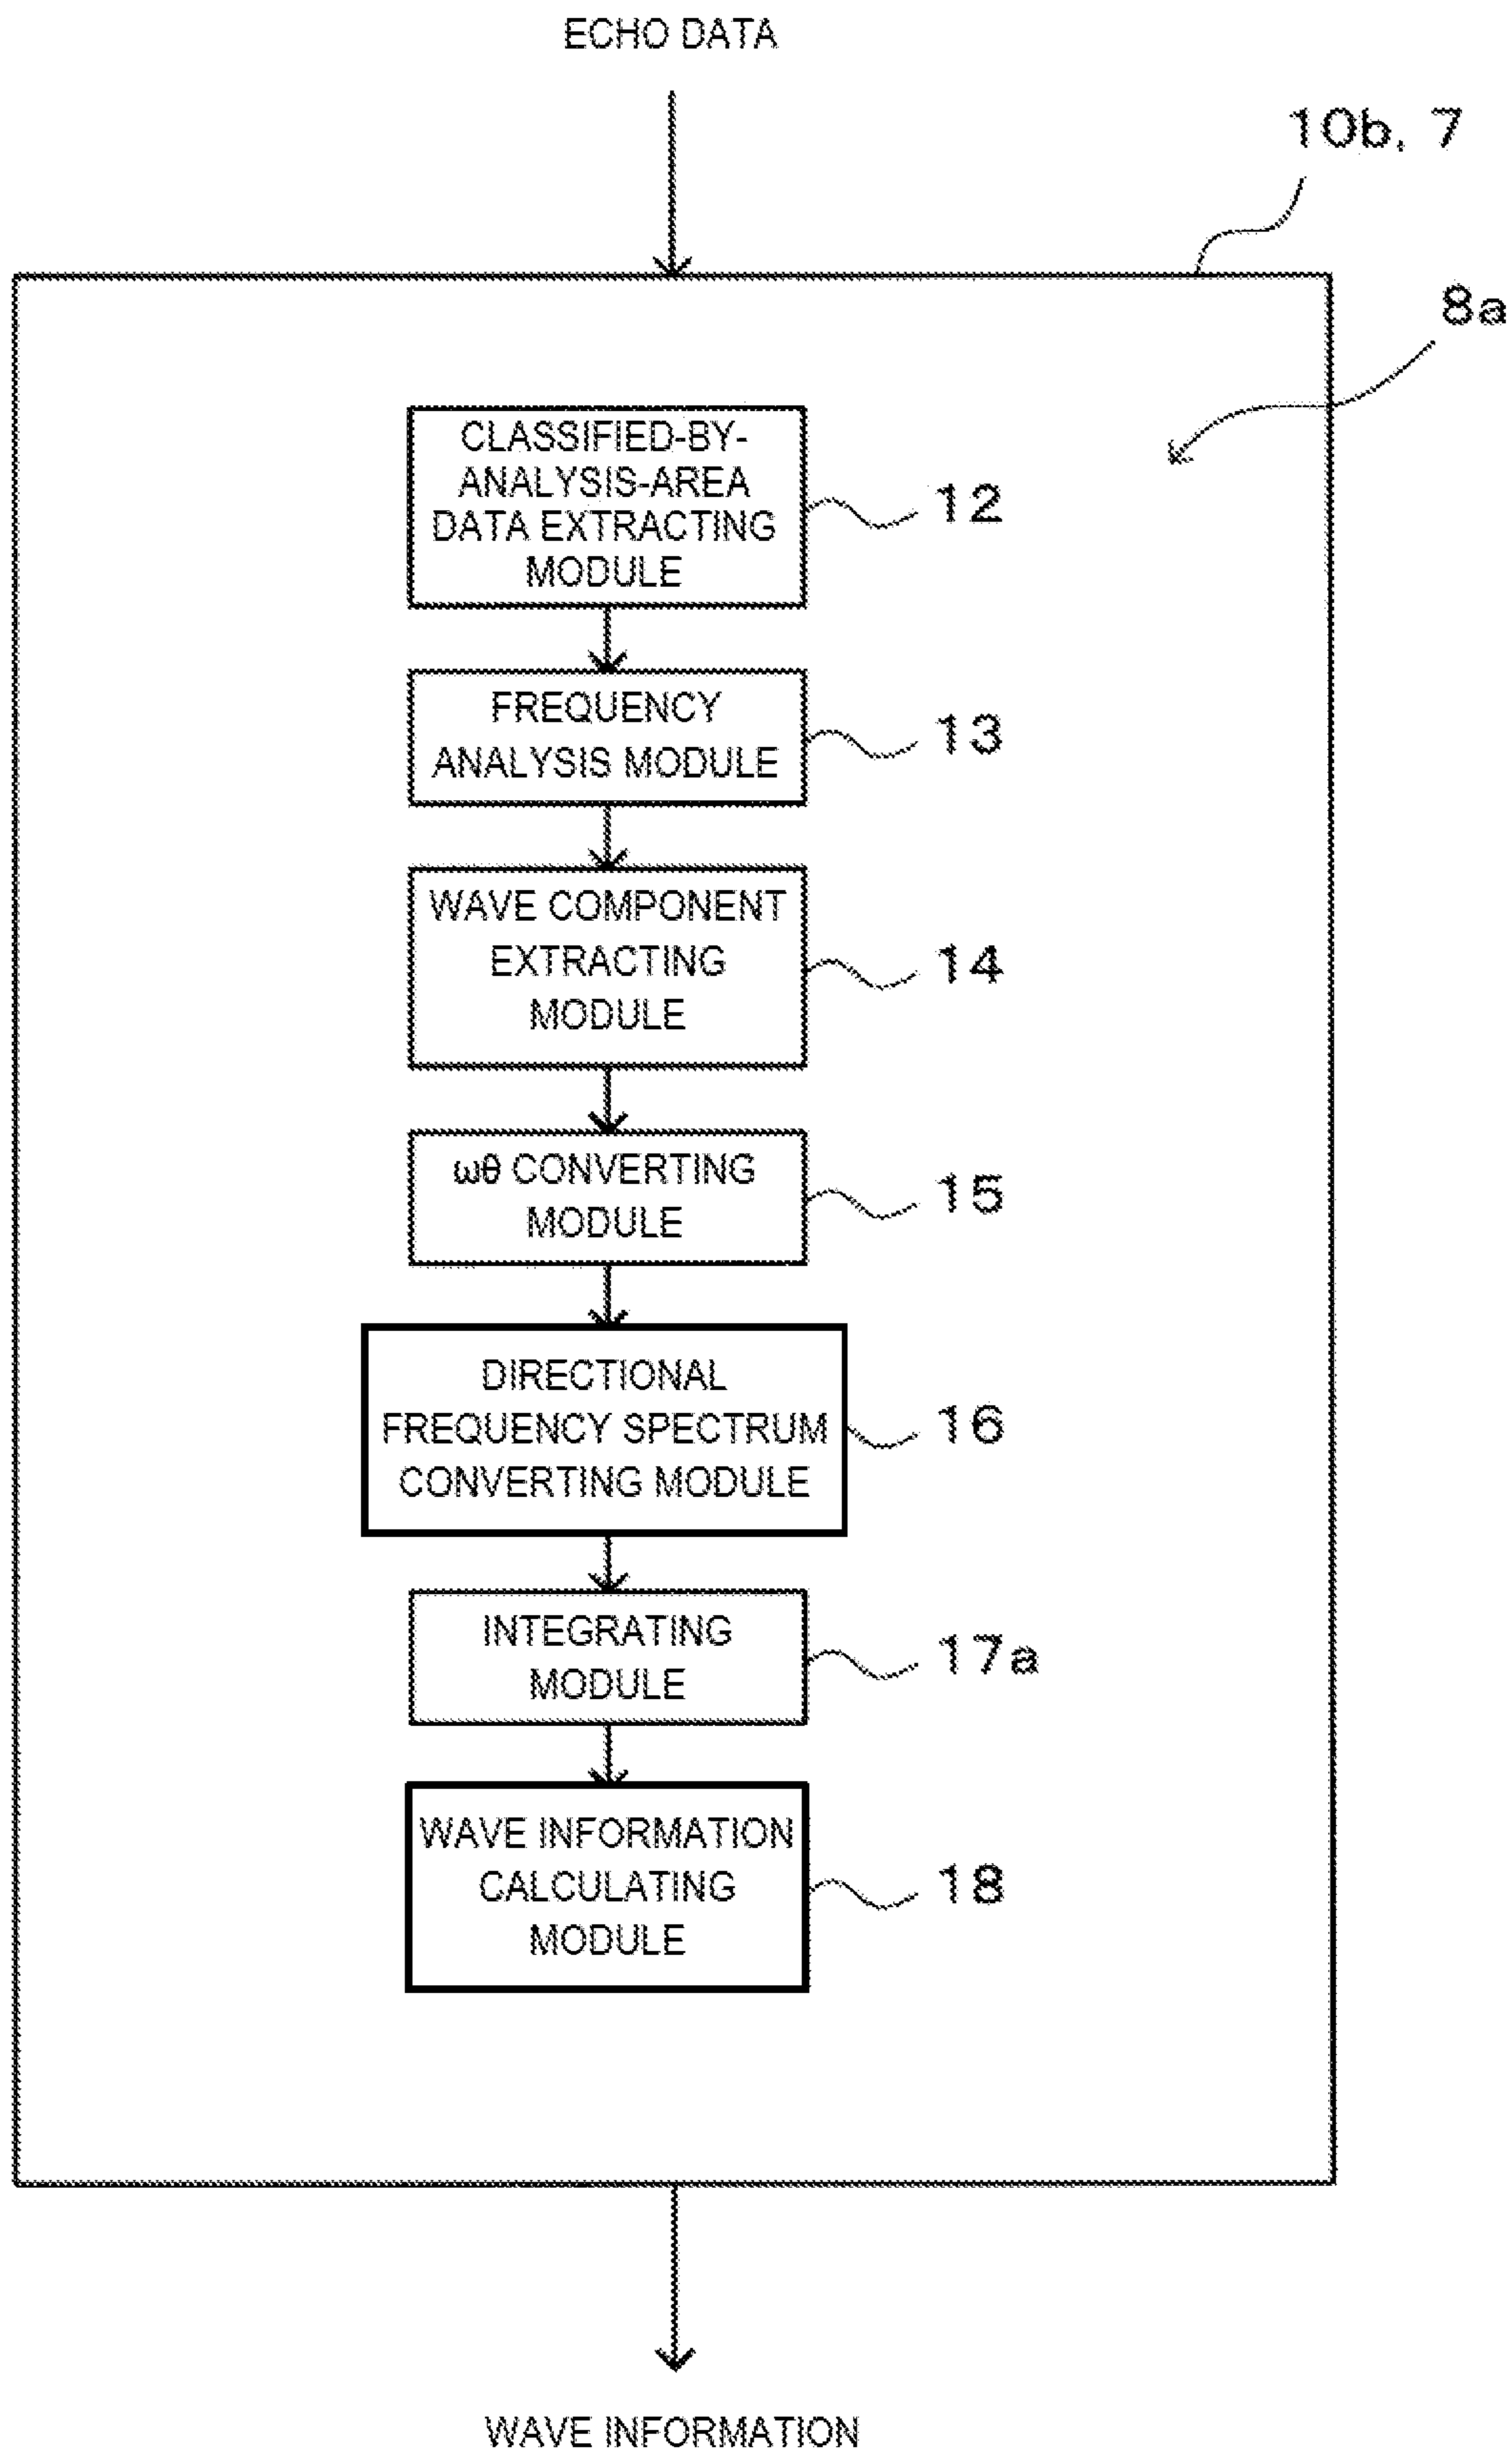 ECHO DATA
10b, 7
8a
CLASSIFIED-BY-
ANALYSIS-AREA
DATA EXTRACTING
MODULE
12
FREQUENCY
ANALYSIS MODULE
13
WAVE COMPONENT
EXTRACTING
MODULE
14
ωθ CONVERTING
MODULE
15
DIRECTIONAL
FREQUENCY SPECTRUM
CONVERTING MODULE
16
INTEGRATING
MODULE
17a
WAVE INFORMATION
CALCULATING
MODULE
18
WAVE INFORMATION